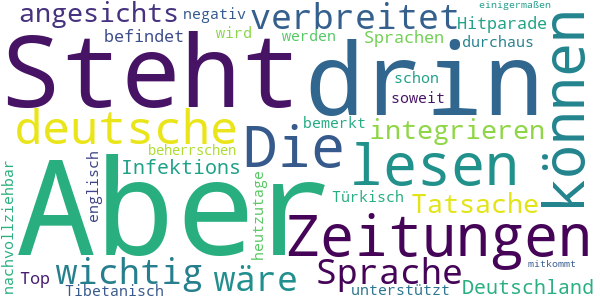 einigermaßen
angesichts
negativ
verbreitet
befindet
wird
werden
Sprachen
Hitparade
durchaus
Steht
drin
können
schon
soweit
deutsche
Die
bemerkt
integrieren
beherrschen
Infektions
lesen
Aber
englisch
heutzutage
nachvollziehbar
Türkisch
Tatsache
Zeitungen
Top
wichtig
wäre
Sprache
mitkommt
Tibetanisch
unterstützt
Deutschland